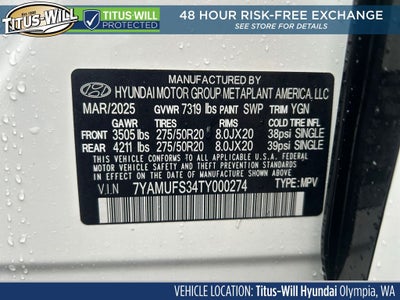 TITUS-WILL
TITUS-WILL PROTECTED
48 HOUR RISK-FREE EXCHANGE
SEE STORE FOR DETAILS
HYUNDAI MOTOR GROUP METAPLANT AMERICA, LLC
MAR/2025 GVWR 7319 lbs PAINT SWP TRIM YGN
TIRES RIMS COLD TIRE INFL
FRONT 3505 lbs 275/50R20 8.0JX20 38psi SINGLE
REAR 4211 lbs 275/50R20 8.0JX20 39psi SINGLE
THIS VEHICLE CONFORMS TO ALL APPLICABLE U.S.A. FEDERAL MOTOR
VEHICLE SAFETY, BUMPER, AND THEFT PREVENTION STANDARDS
IN EFFECT ON THE DATE OF MANUFACTURE SHOWN ABOVE.
V.I.N 7YAMUFS34TY000274 TYPE: MPV
VEHICLE LOCATION: Titus-Will Hyundai Olympia, WA